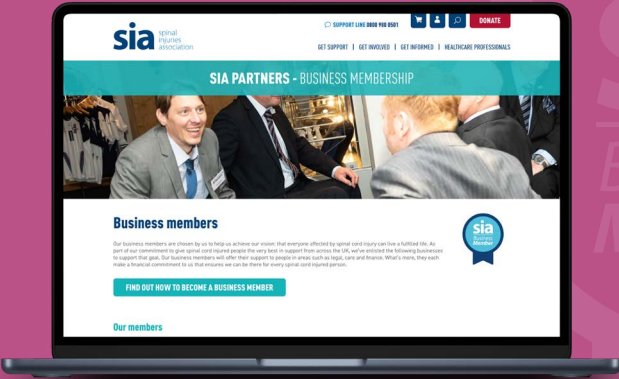 sia
spinal
injuries
association
SUPPORT LINE 0800 980 0501
DONATE
GET SUPPORT | GET INVOLVED | GET INFORMED | HEALTHCARE PROFESSIONALS
SIA PARTNERS - BUSINESS MEMBERSHIP
Business members
Our business members are chosen by us to help us achieve our vision: that everyone affected by spinal cord injury can live a fulfilled life. As
part of our commitment to give spinal cord injured people the very best in support from across the UK, we've enlisted the following businesses
to support that goal. Our business members will offer their support to people in areas such as legal, care and finance. What's more, they each
make a financial commitment to us that ensures we can be there for every spinal cord injured person.
sia
Business
Member
FIND OUT HOW TO BECOME A BUSINESS MEMBER
Our members